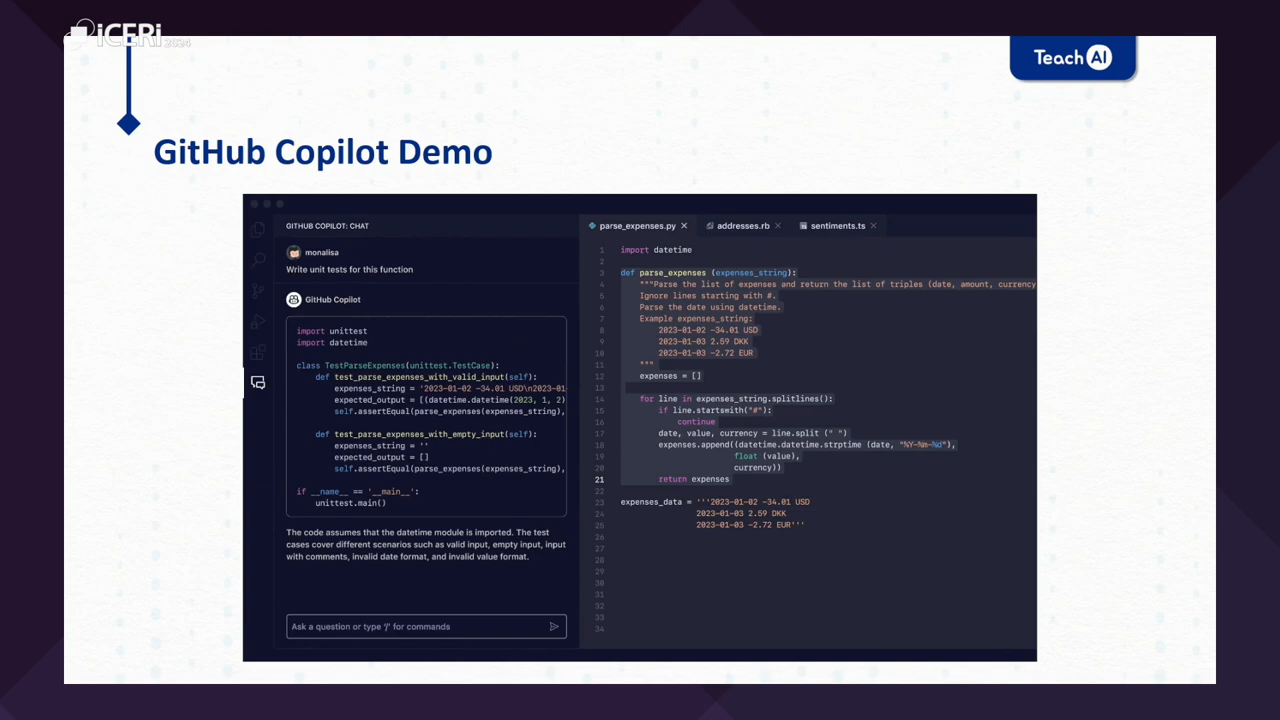 iCERi 2024
Teach AI
GitHub Copilot Demo
GITHUB COPILOT: CHAT
monalisa
Write unit tests for this function
GitHub Copilot
import unittest
import datetime
class TestParseExpenses(unittest.TestCase):
def test_parse_expenses_with_valid_input(self):
expenses_string = '2023-01-02 -34.01 USD\n2023-01-
expected_output = [(datetime.datetime(2023, 1, 2)
self.assertEqual(parse_expenses(expenses_string),
def test_parse_expenses_with_empty_input(self):
expenses_string = ''
expected_output = []
self.assertEqual(parse_expenses(expenses_string),
if __name__ == '__main__':
unittest.main()
The code assumes that the datetime module is imported. The test
cases cover different scenarios such as valid input, empty input, input
with comments, invalid date format, and invalid value format.
Ask a question or type '/' for commands
parse_expenses.py addresses.rb sentiments.ts
1 import datetime
2
3 def parse_expenses (expenses_string):
4 """Parse the list of expenses and return the list of triples (date, amount, currency
5 Ignore lines starting with #.
6 Parse the date using datetime.
7 Example expenses_string:
8 2023-01-02 -34.01 USD
9 2023-01-03 2.59 DKK
10 2023-01-03 -2.72 EUR
11 """
12 expenses = []
13
14 for line in expenses_string.splitlines():
15 if line.startswith("#"):
16 continue
17 date, value, currency = line.split (" ")
18 expenses.append((datetime.datetime.strptime (date, "%Y-%m-%d"),
19 float (value),
20 currency))
21 return expenses
22
23 expenses_data = '''2023-01-02 -34.01 USD
24 2023-01-03 2.59 DKK
25 2023-01-03 -2.72 EUR'''
26
27
28
29
30
31
32
33
34